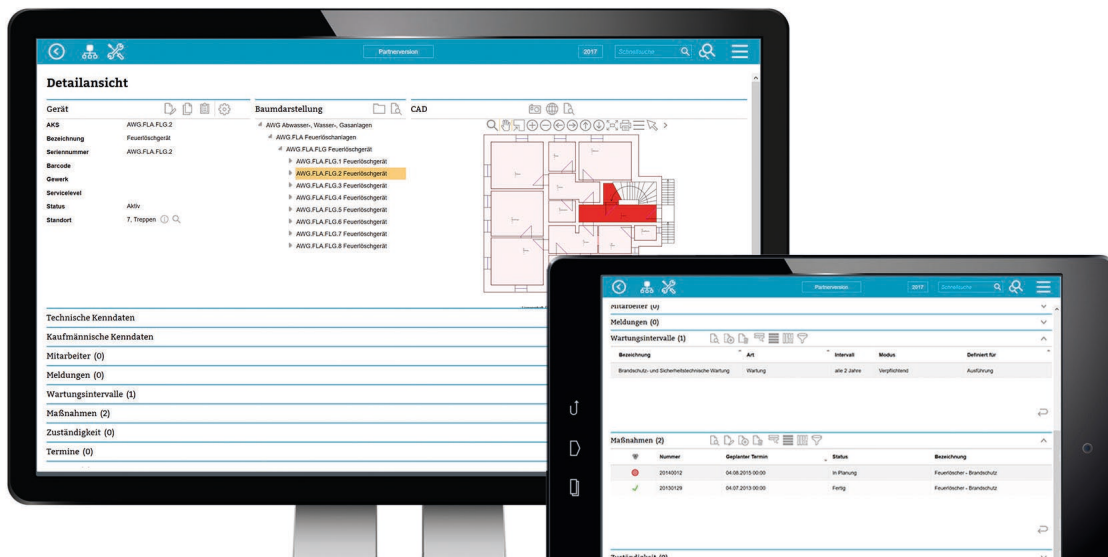 Partnerversion
2017
Schnellsuche
Detailansicht
Gerät
AKS AWG.FLA.FLG.2
Bezeichnung Feuerlöschgerät
Seriennummer AWG.FLA.FLG.2
Barcode
Gewerk
Servicelevel
Status Aktiv
Standort 7, Treppen
Baumdarstellung
AWG Abwasser-, Wasser-, Gasanlagen
AWG.FLA Feuerlöschanlagen
AWG.FLA.FLG Feuerlöschgerät
AWG.FLA.FLG.1 Feuerlöschgerät
AWG.FLA.FLG.2 Feuerlöschgerät
AWG.FLA.FLG.3 Feuerlöschgerät
AWG.FLA.FLG.4 Feuerlöschgerät
AWG.FLA.FLG.5 Feuerlöschgerät
AWG.FLA.FLG.6 Feuerlöschgerät
AWG.FLA.FLG.7 Feuerlöschgerät
AWG.FLA.FLG.8 Feuerlöschgerät
CAD
Technische Kenndaten
Kaufmännische Kenndaten
Mitarbeiter (0)
Meldungen (0)
Wartungsintervalle (1)
Maßnahmen (2)
Zuständigkeit (0)
Termine (0)
Partnerversion
2017
Schnellsuche
Mitarbeiter (0)
Meldungen (0)
Wartungsintervalle (1)
Bezeichnung Art Intervall Modus Definiert für
Brandschutz- und Sicherheitstechnische Wartung Wartung alle 2 Jahre Verpflichtend Ausführung
Maßnahmen (2)
Nummer Geplanter Termin Status Bezeichnung
20140012 04.08.2015 00:00 In Planung Feuerlöscher - Brandschutz
20130129 04.07.2013 00:00 Fertig Feuerlöscher - Brandschutz
Zuständigkeit (0)